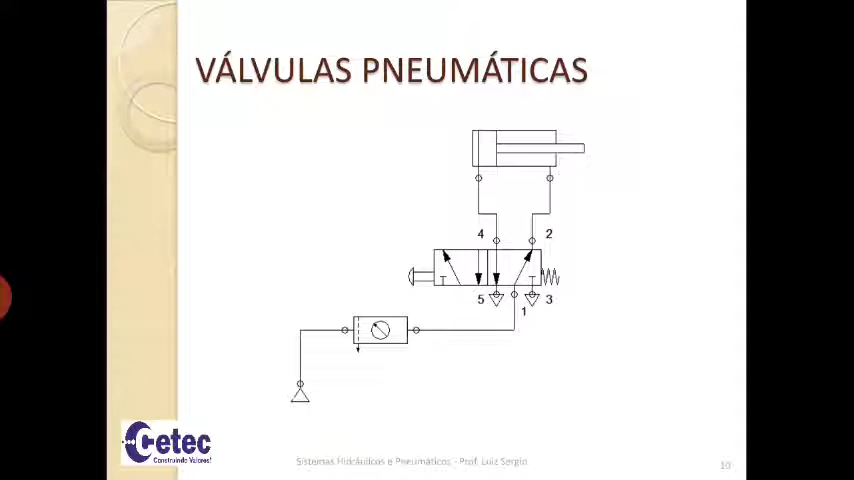 VÁLVULAS PNEUMÁTICAS
4
2
5
3
1
Cetec
Construindo Valores!
Sistemas Hidráulicos e Pneumáticos - Prof. Luiz Sergio
10